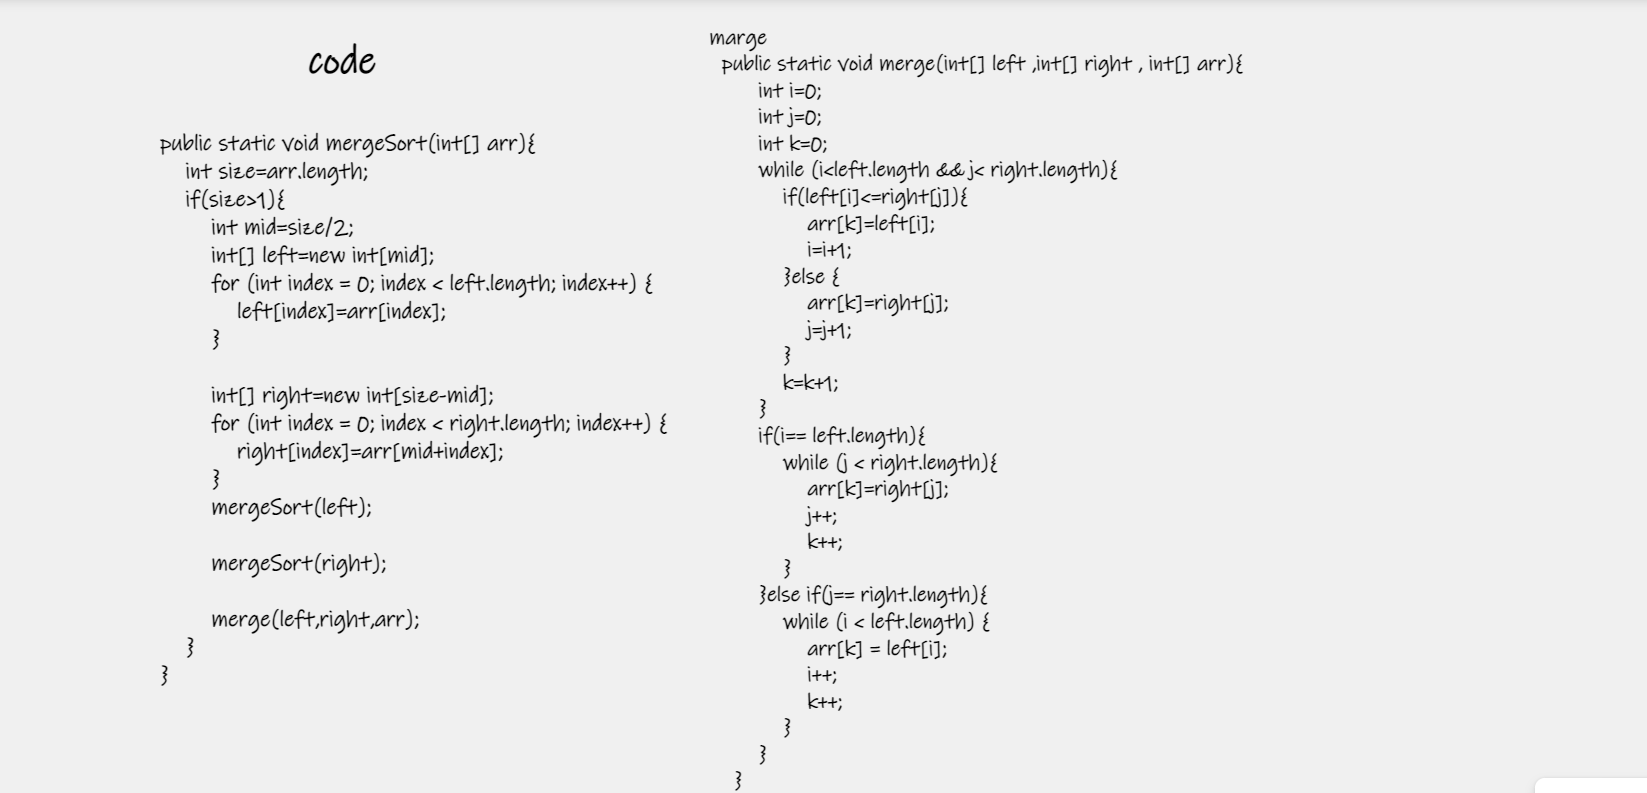 code
public static void mergeSort(int[] arr){
int size=arr.length;
if(size>1){
int mid=size/2;
int[] left=new int[mid];
for (int index = 0; index < left.length; index++) {
left[index]=arr[index];
}
int[] right=new int[size-mid];
for (int index = 0; index < right.length; index++) {
right[index]=arr[mid+index];
}
mergeSort(left);
mergeSort(right);
merge(left,right,arr);
}
}
marge
public static void merge(int[] left ,int[] right , int[] arr){
int i=0;
int j=0;
int k=0;
while (i<left.length && j< right.length){
if(left[i]<=right[j]){
arr[k]=left[i];
i=i+1;
}else {
arr[k]=right[j];
j=j+1;
}
k=k+1;
}
if(i== left.length){
while (j < right.length){
arr[k]=right[j];
j++;
k++;
}
}else if(j== right.length){
while (i < left.length) {
arr[k] = left[i];
i++;
k++;
}
}
}